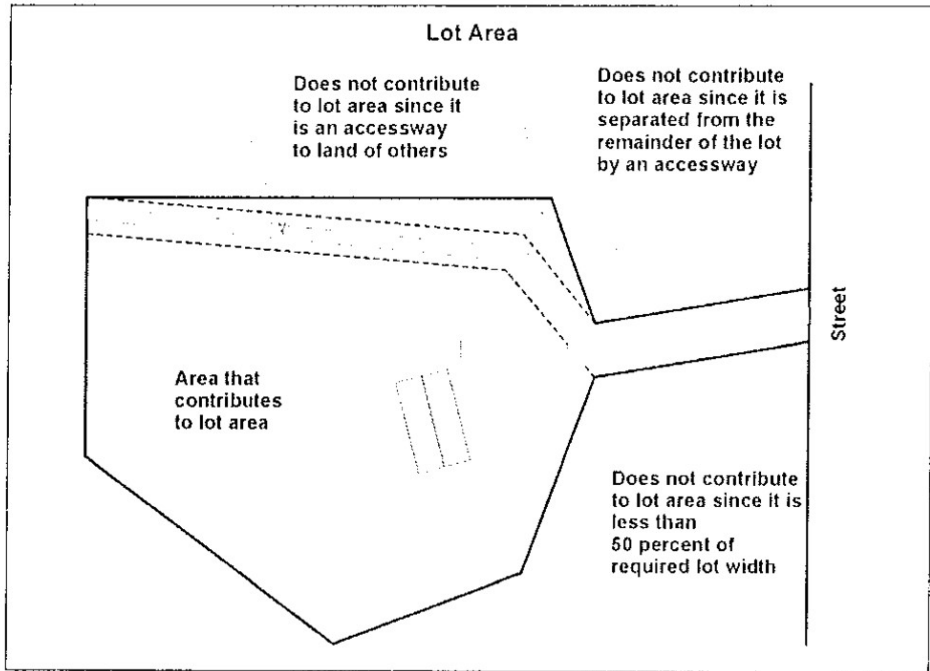 Lot Area
Does not contribute
to lot area since it
is an accessway
to land of others
Does not contribute
to lot area since it is
separated from the
remainder of the lot
by an accessway
Street
Area that
contributes
to lot area
Does not contribute
to lot area since it is
less than
50 percent of
required lot width